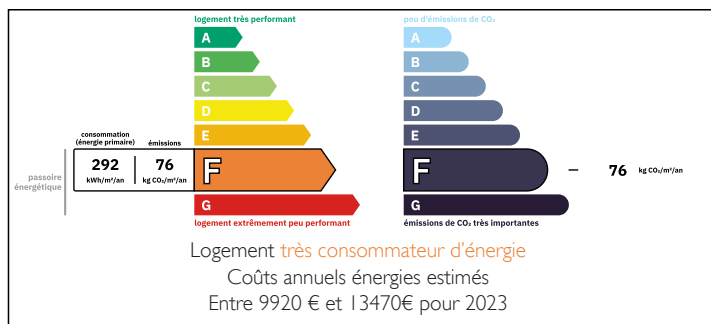 logement très performant
A
B
C
D
E
consommation
(énergie primaire)
émissions
292
kWh/m²/an
76
kg CO₂/m²/an
F
passoire
énergétique
G
logement extrêmement peu performant
peu d'émissions de CO₂
A
B
C
D
E
F
76 kg CO₂/m²/an
G
émissions de CO₂ très importantes
Logement très consommateur d'énergie
Coûts annuels énergies estimés
Entre 9920 € et 13470€ pour 2023